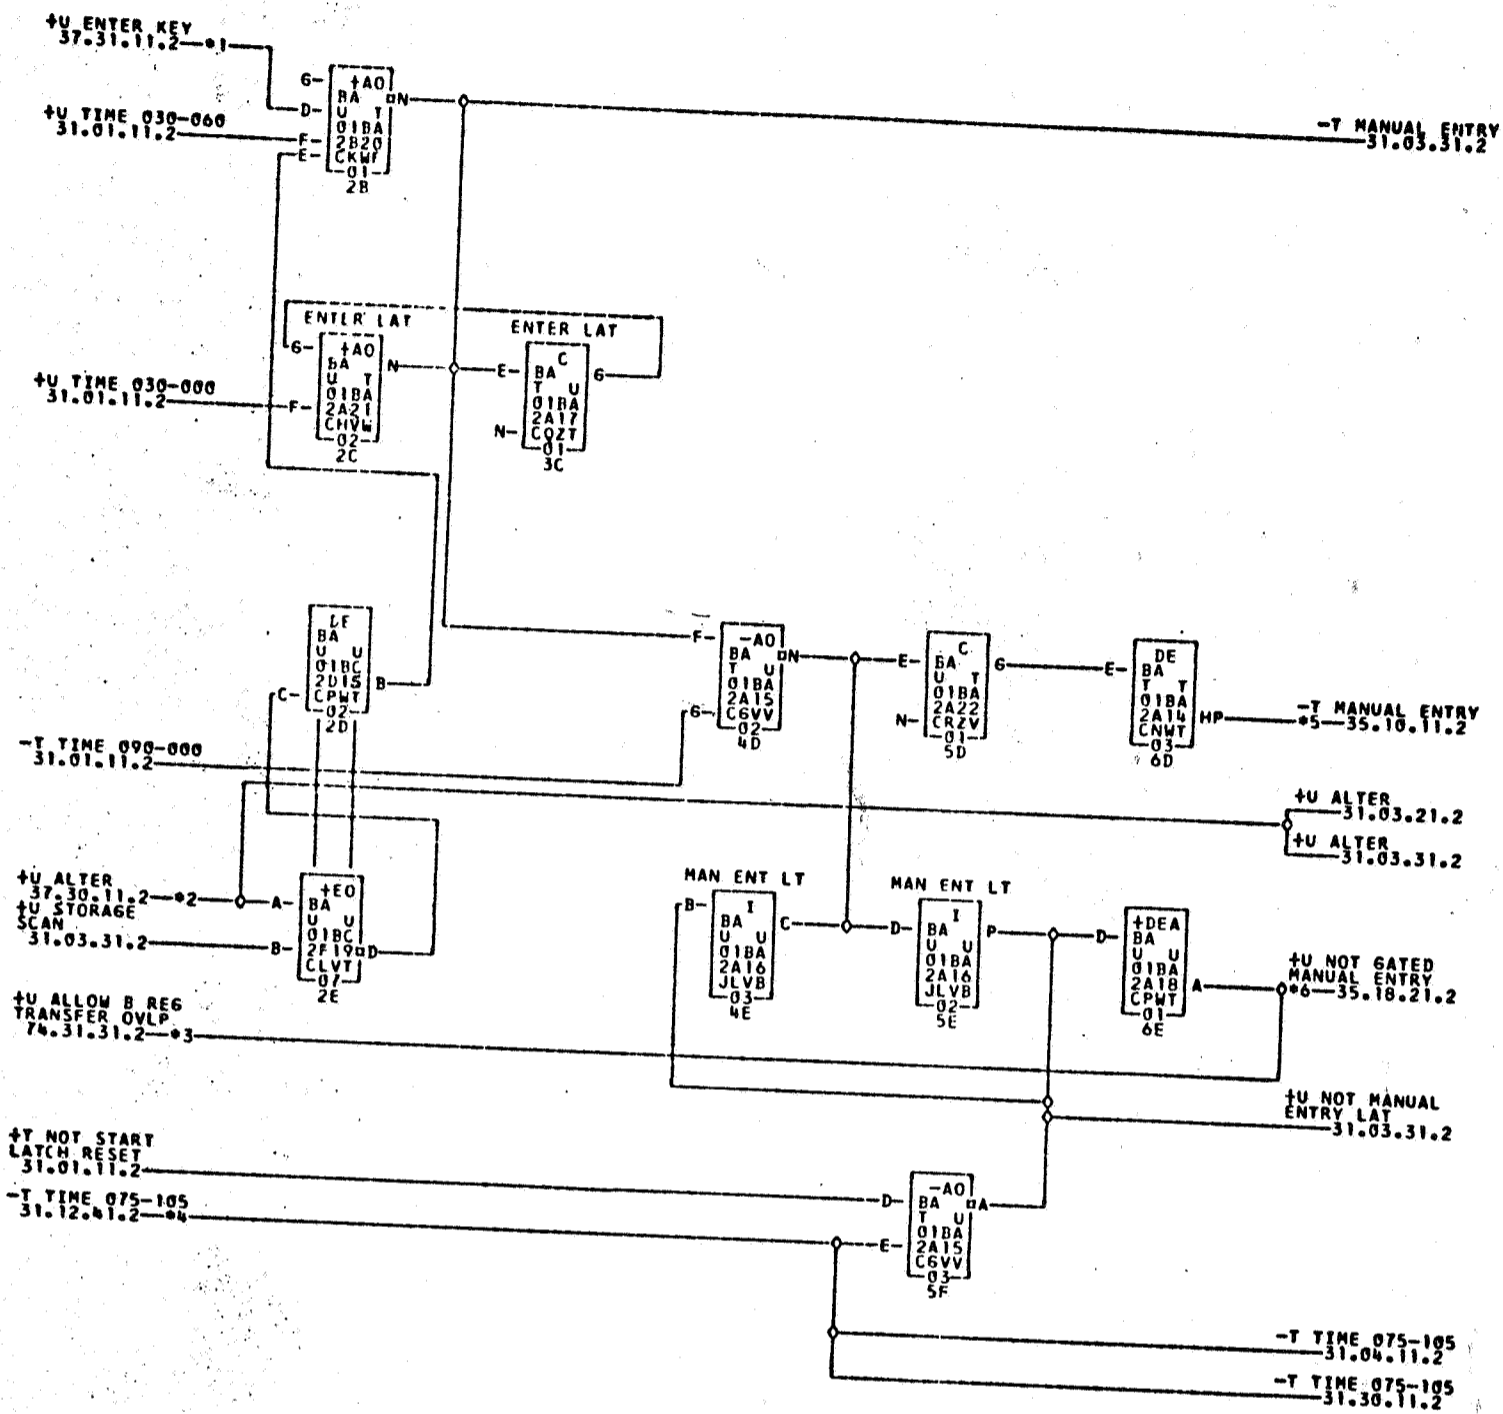 +U ENTER KEY
37.31.11.2—*1
+U TIME 030-060
31.01.11.2
G-
D-
F-
E-
+AO
BA N
U T
01BA
2B20
CKWF
01
2B
-T MANUAL ENTRY
31.03.31.2
ENTER LAT
G-
+AO
BA N
U T
01BA
2A21
CHVW
02
2C
+U TIME 030-000
31.01.11.2
F-
ENTER LAT
E-
C
BA G
T U
01BA
2A17
N- CQZT
01
3C
DE
BA
U U
01BC
2D15 B
C- CPWT
02
2D
F-
-AO
BA N
T U
01BA
2A15
G- C6VV
02
4D
E-
C
BA G
U T
01BA
2A22
N- CRZV
01
5D
E-
DE
BA
T T
01BA
2A14 HP
CNWT
03
6D
-T MANUAL ENTRY
*5—35.10.11.2
-T TIME 090-000
31.01.11.2
+U ALTER
31.03.21.2
+U ALTER
31.03.31.2
+U ALTER
37.30.11.2—*2
+U STORAGE
SCAN
31.03.31.2
A-
B-
+EO
BA
U U
01BC
2F19 D
CLVT
07
2E
MAN ENT LT
B-
I
BA C
U U
01BA
2A16
JLVB
03
4E
MAN ENT LT
D-
I
BA P
U U
01BA
2A16
JLVB
02
5E
D-
+DEA
BA
U U
01BA
2A18 A
CPWT
01
6E
+U NOT GATED
MANUAL ENTRY
*6—35.18.21.2
+U ALLOW B REG
TRANSFER OVLP
74.31.31.2—*3
+U NOT MANUAL
ENTRY LAT
31.03.31.2
+T NOT START
LATCH RESET
31.01.11.2
-T TIME 075-105
31.12.41.2—*4
D-
E-
-AO
BA A
T U
01BA
2A15
C6VV
03
5F
-T TIME 075-105
31.04.11.2
-T TIME 075-105
31.30.11.2